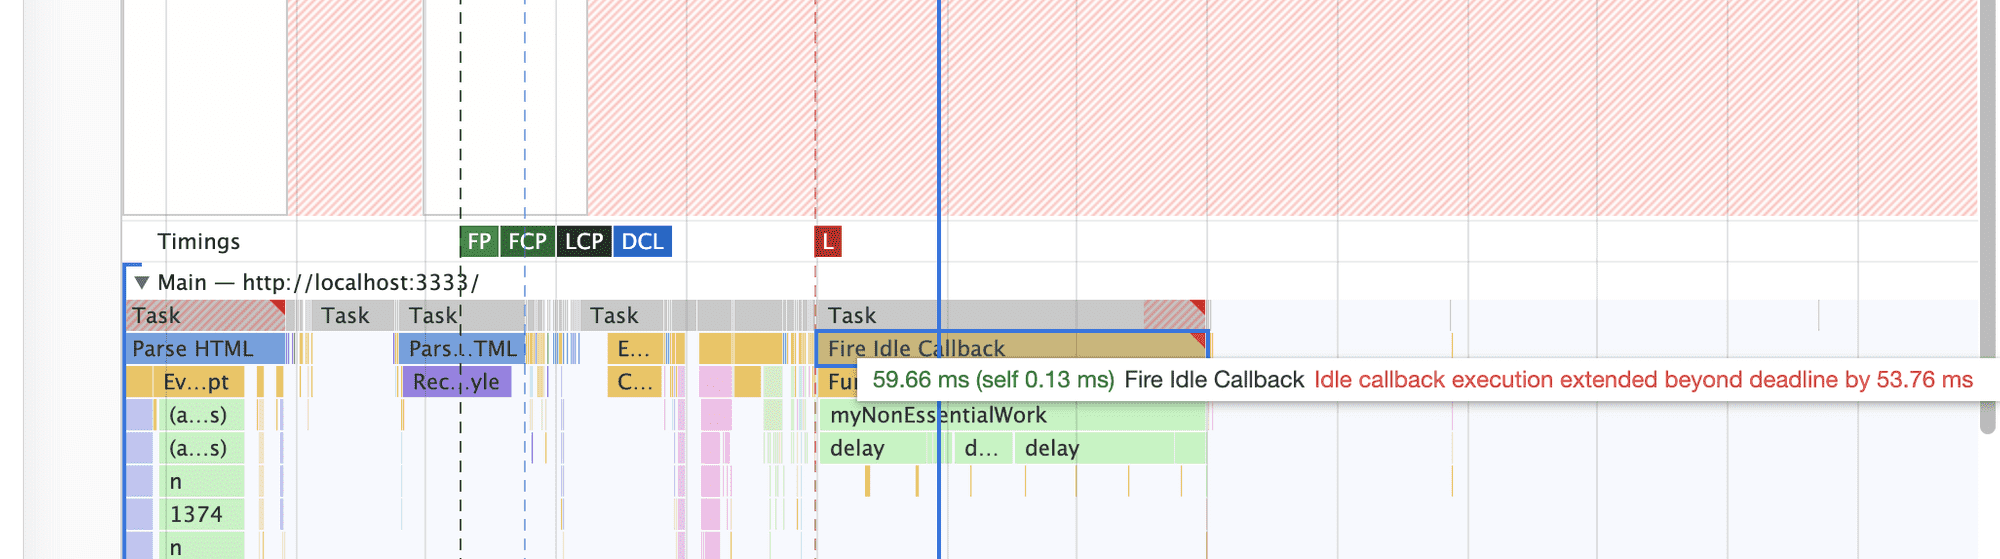 Timings FP FCP LCP DCL L
Main — http://localhost:3333/
Task Task Task Task Task
Parse HTML Pars...TML E... Fire Idle Callback
Ev...pt Rec...yle C... Fu
59.66 ms (self 0.13 ms) Fire Idle Callback Idle callback execution extended beyond deadline by 53.76 ms
(a...s) myNonEssentialWork
(a...s) delay d... delay
n
1374
n